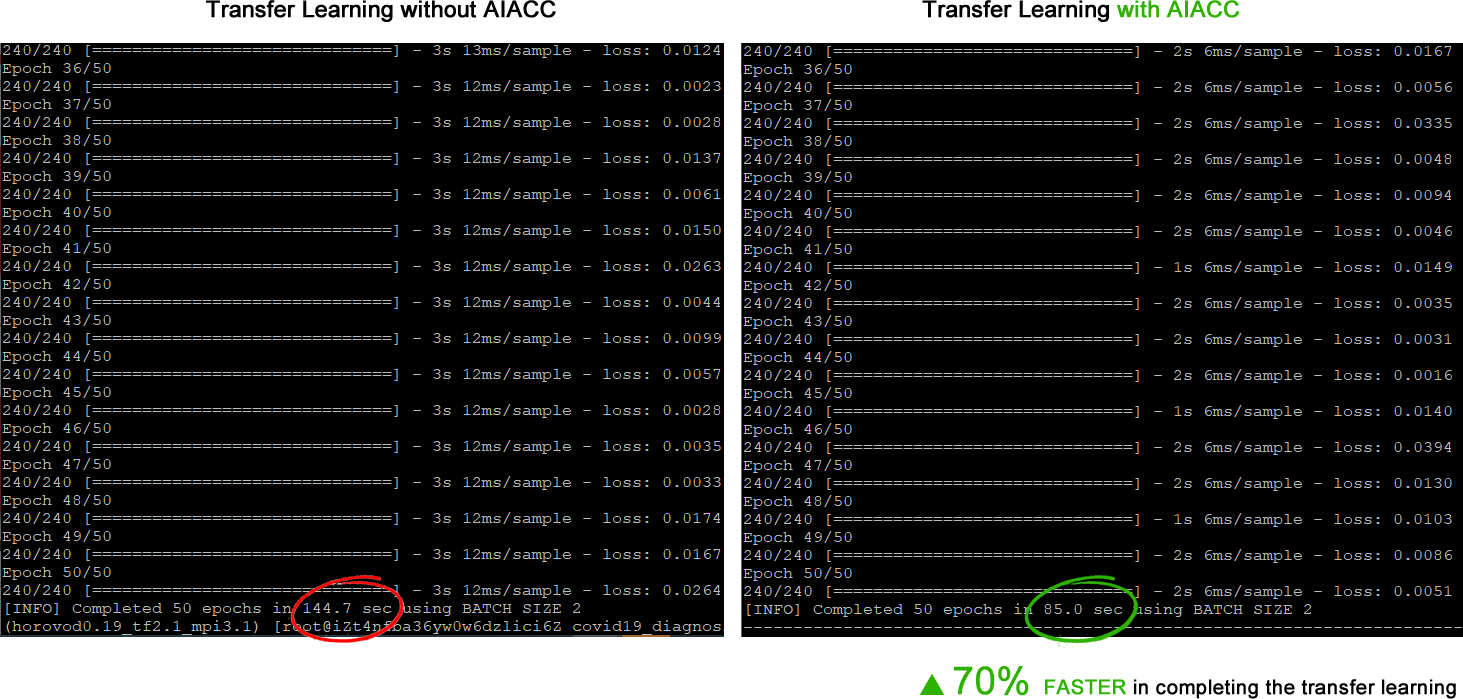 Transfer Learning without AIACC
240/240 [==============================] - 3s 13ms/sample - loss: 0.0124
Epoch 36/50
240/240 [==============================] - 3s 12ms/sample - loss: 0.0023
Epoch 37/50
240/240 [==============================] - 3s 12ms/sample - loss: 0.0028
Epoch 38/50
240/240 [==============================] - 3s 12ms/sample - loss: 0.0137
Epoch 39/50
240/240 [==============================] - 3s 12ms/sample - loss: 0.0061
Epoch 40/50
240/240 [==============================] - 3s 12ms/sample - loss: 0.0150
Epoch 41/50
240/240 [==============================] - 3s 12ms/sample - loss: 0.0263
Epoch 42/50
240/240 [==============================] - 3s 12ms/sample - loss: 0.0044
Epoch 43/50
240/240 [==============================] - 3s 12ms/sample - loss: 0.0099
Epoch 44/50
240/240 [==============================] - 3s 12ms/sample - loss: 0.0057
Epoch 45/50
240/240 [==============================] - 3s 12ms/sample - loss: 0.0028
Epoch 46/50
240/240 [==============================] - 3s 12ms/sample - loss: 0.0035
Epoch 47/50
240/240 [==============================] - 3s 12ms/sample - loss: 0.0033
Epoch 48/50
240/240 [==============================] - 3s 12ms/sample - loss: 0.0174
Epoch 49/50
240/240 [==============================] - 3s 12ms/sample - loss: 0.0167
Epoch 50/50
240/240 [==============================] - 3s 12ms/sample - loss: 0.0264
[INFO] Completed 50 epochs in 144.7 sec using BATCH SIZE 2
(horovod0.19_tf2.1_mpi3.1) [root@iZt4nfba36yw0w6dzlici6Z covid19_diagnos
Transfer Learning with AIACC
240/240 [==============================] - 2s 6ms/sample - loss: 0.0167
Epoch 36/50
240/240 [==============================] - 2s 6ms/sample - loss: 0.0056
Epoch 37/50
240/240 [==============================] - 2s 6ms/sample - loss: 0.0335
Epoch 38/50
240/240 [==============================] - 2s 6ms/sample - loss: 0.0048
Epoch 39/50
240/240 [==============================] - 2s 6ms/sample - loss: 0.0094
Epoch 40/50
240/240 [==============================] - 2s 6ms/sample - loss: 0.0046
Epoch 41/50
240/240 [==============================] - 1s 6ms/sample - loss: 0.0149
Epoch 42/50
240/240 [==============================] - 2s 6ms/sample - loss: 0.0035
Epoch 43/50
240/240 [==============================] - 2s 6ms/sample - loss: 0.0031
Epoch 44/50
240/240 [==============================] - 2s 6ms/sample - loss: 0.0016
Epoch 45/50
240/240 [==============================] - 1s 6ms/sample - loss: 0.0140
Epoch 46/50
240/240 [==============================] - 2s 6ms/sample - loss: 0.0394
Epoch 47/50
240/240 [==============================] - 2s 6ms/sample - loss: 0.0130
Epoch 48/50
240/240 [==============================] - 1s 6ms/sample - loss: 0.0103
Epoch 49/50
240/240 [==============================] - 2s 6ms/sample - loss: 0.0086
Epoch 50/50
240/240 [==============================] - 2s 6ms/sample - loss: 0.0051
[INFO] Completed 50 epochs in 85.0 sec using BATCH SIZE 2
------------------------------------------------------------------------
▲ 70% FASTER in completing the transfer learning